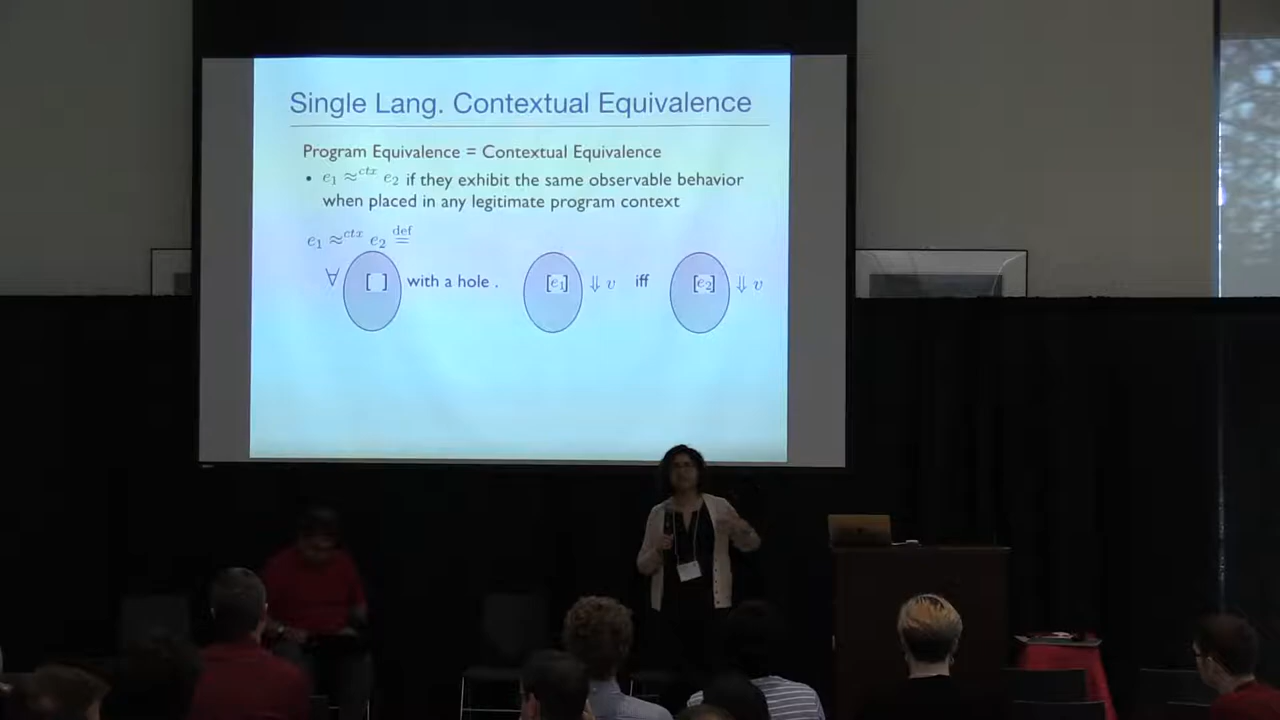 Single Lang. Contextual Equivalence
Program Equivalence = Contextual Equivalence
• e₁ ≈ᶜᵗˣ e₂ if they exhibit the same observable behavior
when placed in any legitimate program context
e₁ ≈ᶜᵗˣ e₂ def=
∀ [ ] with a hole . [e₁] ⇓ v iff [e₂] ⇓ v